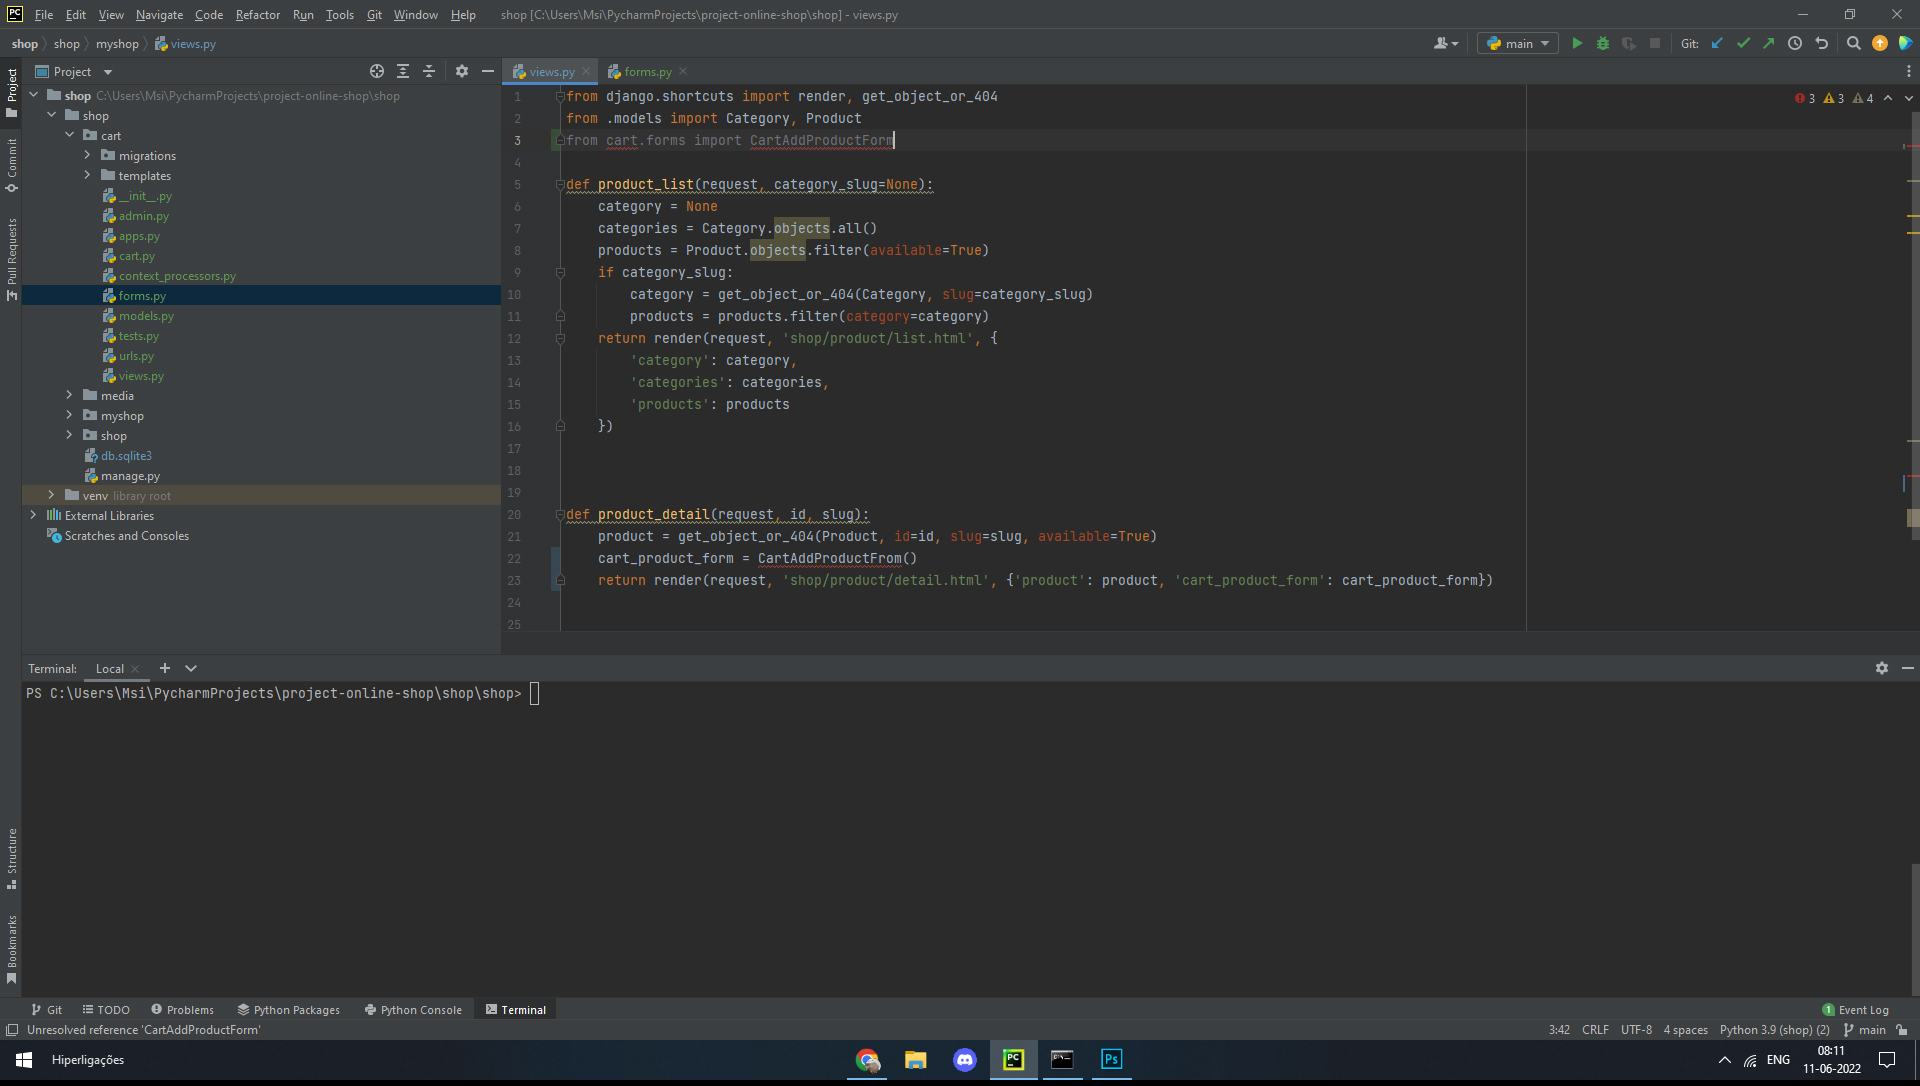 PC File Edit View Navigate Code Refactor Run Tools Git Window Help shop [C:\Users\Msi\PycharmProjects\project-online-shop\shop] - views.py
shop shop myshop views.py main Git:
Project views.py forms.py
Project
Commit
Pull Requests
Structure
Bookmarks
shop C:\Users\Msi\PycharmProjects\project-online-shop\shop
shop
cart
migrations
templates
__init__.py
admin.py
apps.py
cart.py
context_processors.py
forms.py
models.py
tests.py
urls.py
views.py
media
myshop
shop
db.sqlite3
manage.py
venv library root
External Libraries
Scratches and Consoles
3 3 4
1 from django.shortcuts import render, get_object_or_404
2 from .models import Category, Product
3 from cart.forms import CartAddProductForm
4
5 def product_list(request, category_slug=None):
6 category = None
7 categories = Category.objects.all()
8 products = Product.objects.filter(available=True)
9 if category_slug:
10 category = get_object_or_404(Category, slug=category_slug)
11 products = products.filter(category=category)
12 return render(request, 'shop/product/list.html', {
13 'category': category,
14 'categories': categories,
15 'products': products
16 })
17
18
19
20 def product_detail(request, id, slug):
21 product = get_object_or_404(Product, id=id, slug=slug, available=True)
22 cart_product_form = CartAddProductFrom()
23 return render(request, 'shop/product/detail.html', {'product': product, 'cart_product_form': cart_product_form})
24
25
Terminal: Local
PS C:\Users\Msi\PycharmProjects\project-online-shop\shop\shop>
Git TODO Problems Python Packages Python Console Terminal 1 Event Log
Unresolved reference 'CartAddProductForm' 3:42 CRLF UTF-8 4 spaces Python 3.9 (shop) (2) main
Hiperligações PC Ps ENG 08:11
11-06-2022